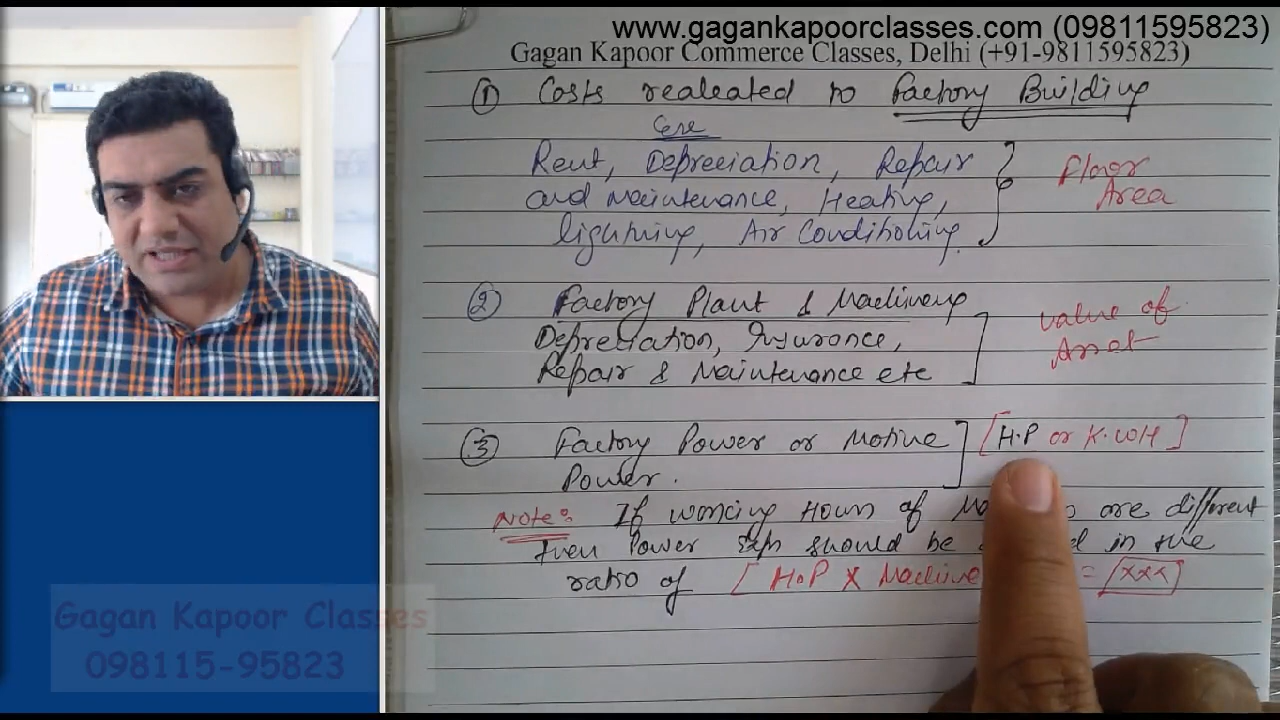 www.gagankapoorclasses.com (09811595823)
Gagan Kapoor Commerce Classes, Delhi (+91-9811595823)
① Costs realeated to Factory Building
Rent, Depreciation, Repair
and Maintenance, Heating,
lightning, Air Conditioning.
Floor
Area
② Factory Plant & Machinery
Depreciation, Insurance,
Repair & Maintenance etc
value of
Asset
③ Factory Power or Motive
Power.
[H.P or K.WH]
Note: If working Hours of are different
then Power Exp should be in the
ratio of [H.P X Machine = [xxx]
Gagan Kapoor Classes
098115-95823